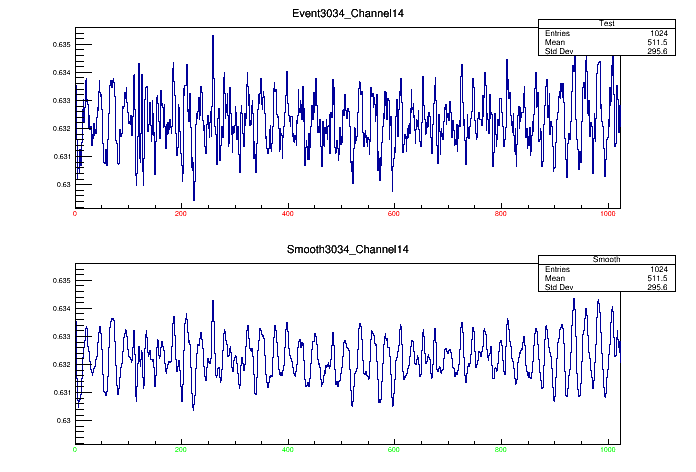 Event3034_Channel14
Test
Entries 1024
Mean 511.5
Std Dev 295.6
0.635
0.634
0.633
0.632
0.631
0.63
0 200 400 600 800 1000
Smooth3034_Channel14
Smooth
Entries 1024
Mean 511.5
Std Dev 295.6
0.635
0.634
0.633
0.632
0.631
0.63
0 200 400 600 800 1000